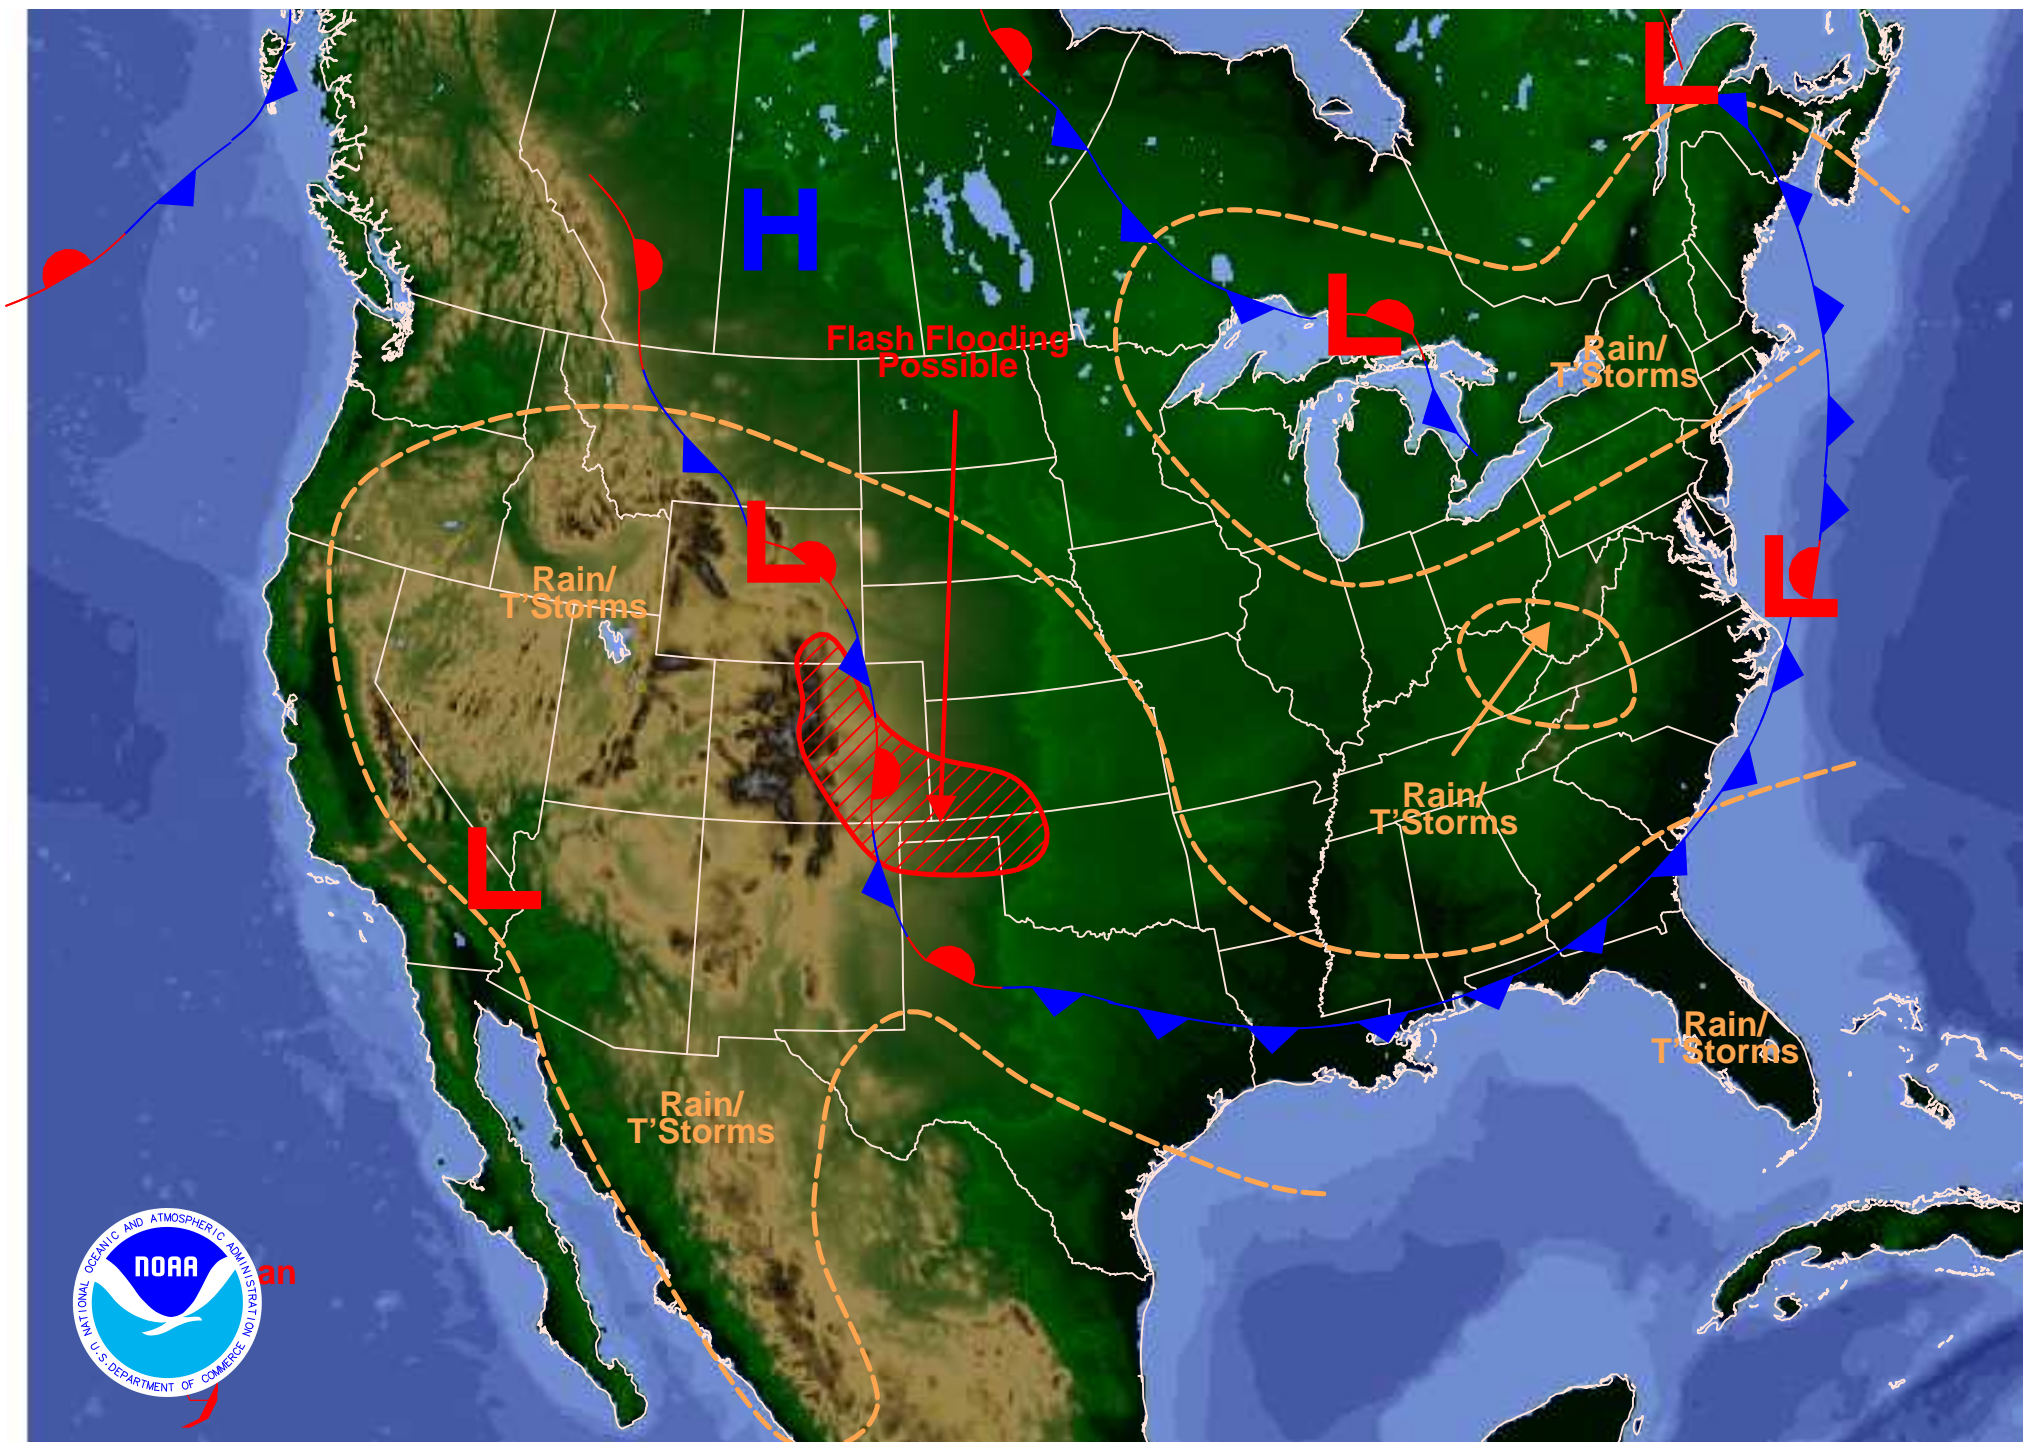 L
H
L
Flash Flooding
Possible
Rain/
T'Storms
L
Rain/
T'Storms
L
Rain/
T'Storms
L
Rain/
T'Storms
Rain/
T'Storms
NATIONAL OCEANIC AND ATMOSPHERIC ADMINISTRATION
NOAA
an
U.S. DEPARTMENT OF COMMERCE